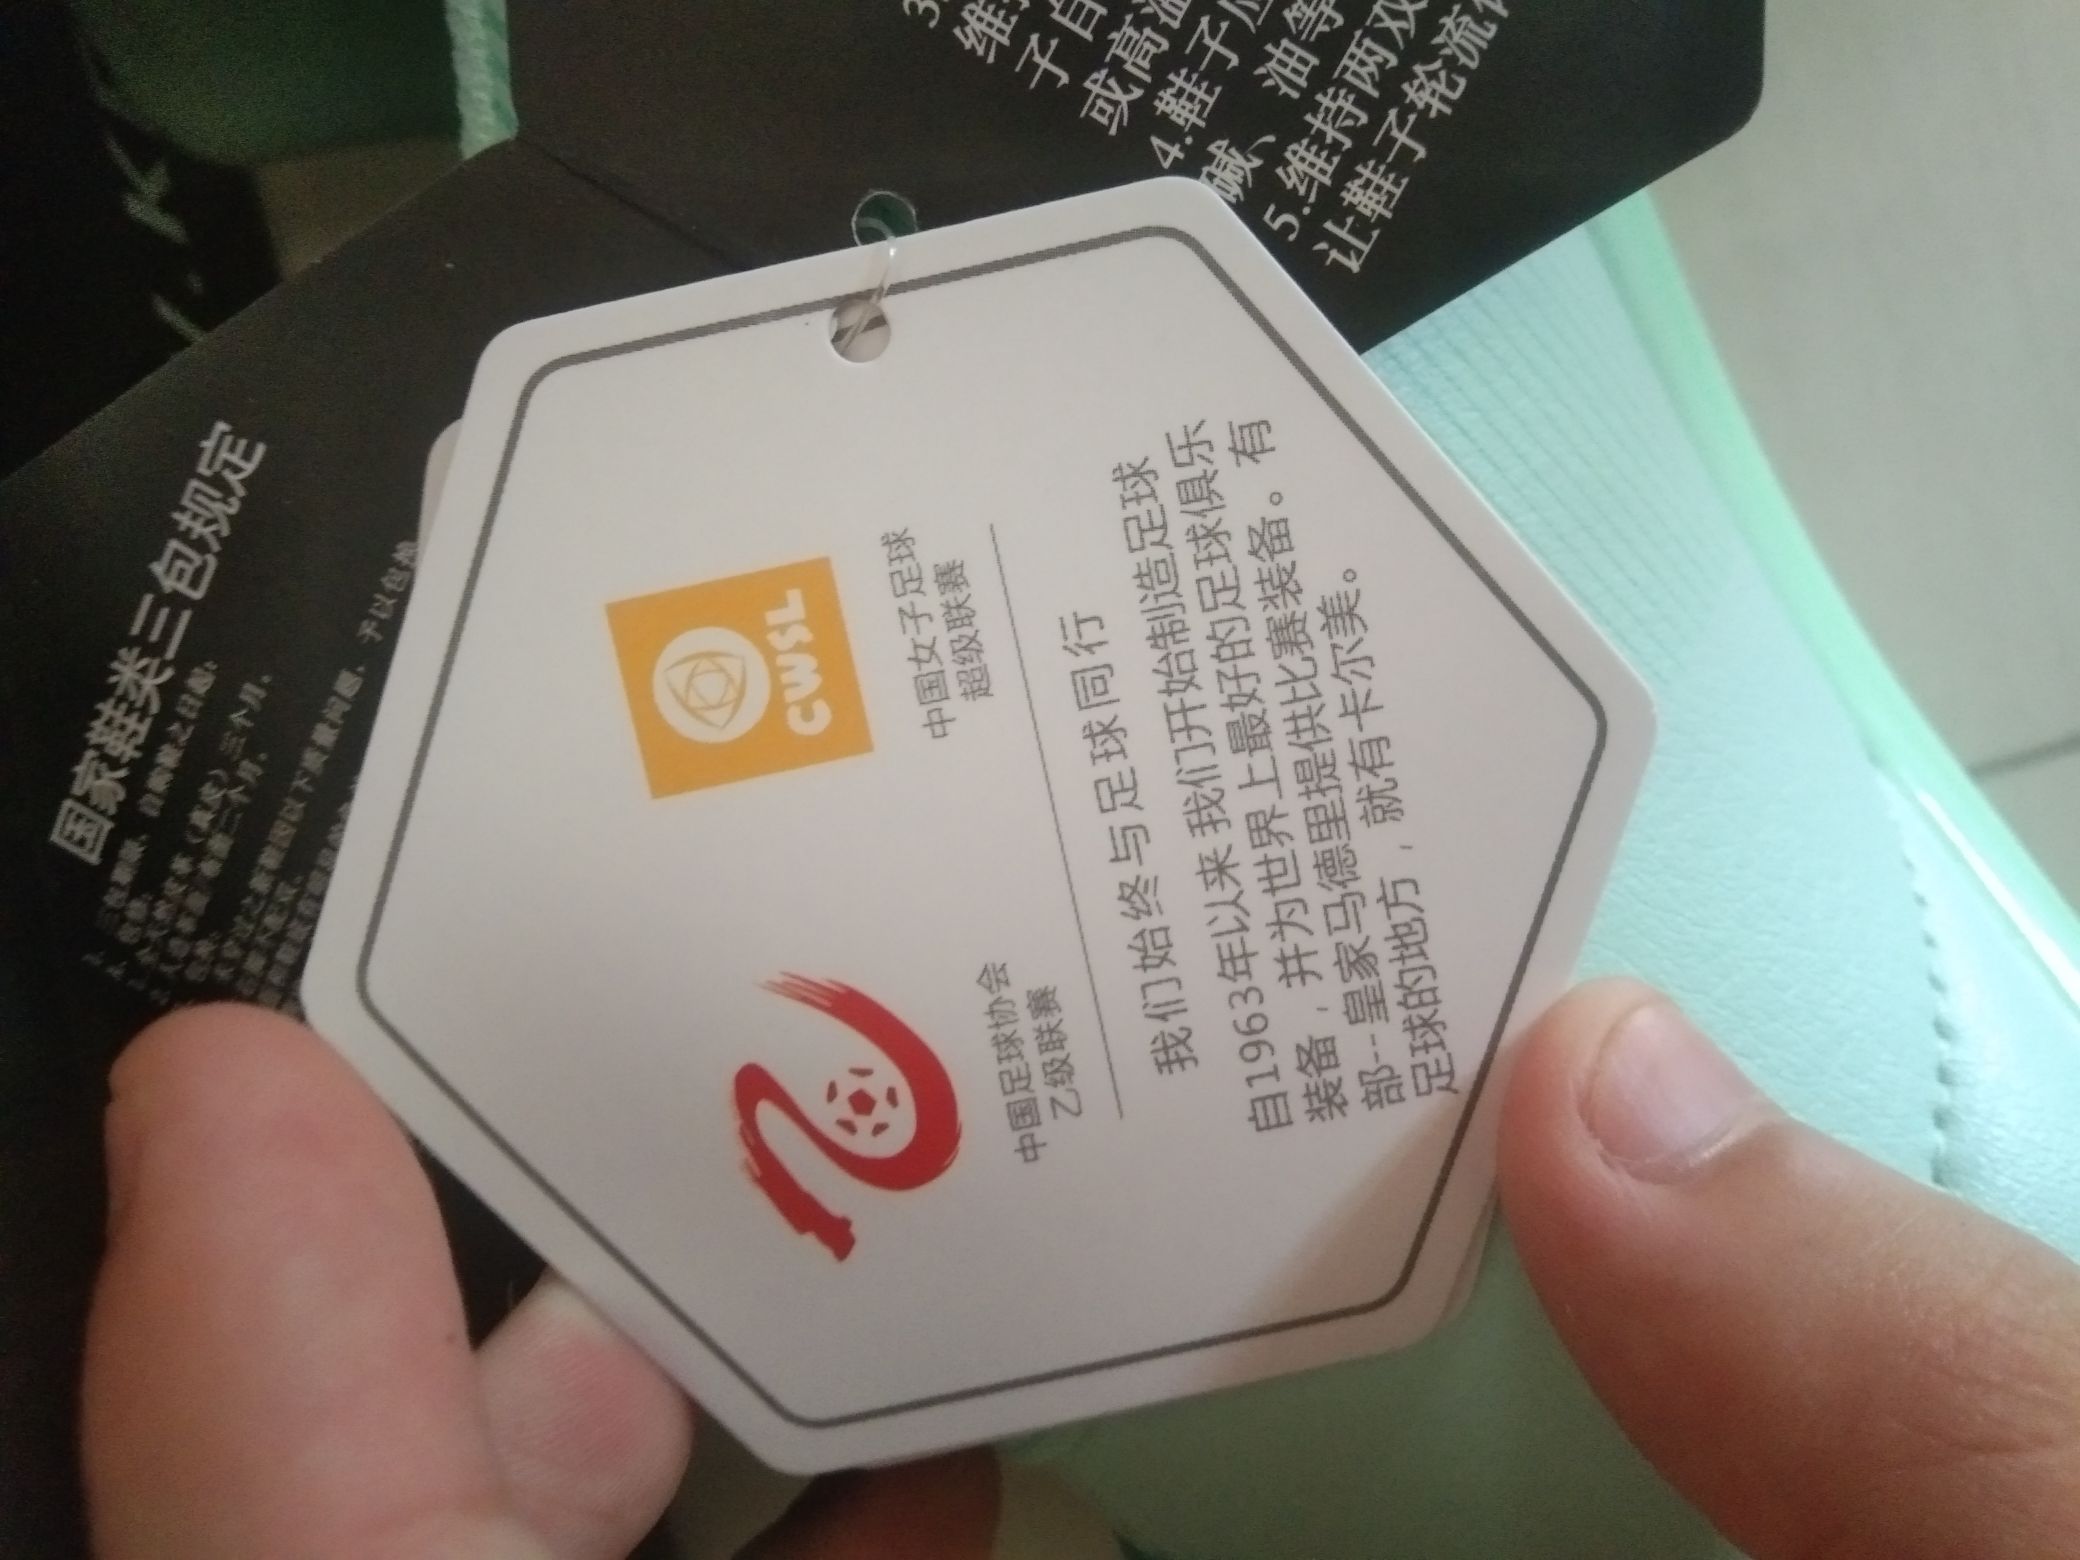 中国足球协会
乙级联赛
CWSL
中国女子足球
超级联赛
我们始终与足球同行
自1963年以来 我们开始制造足球
装备，并为世界上最好的足球俱乐
部--皇家马德里提供比赛装备。有
足球的地方，就有卡尔美。
国家鞋类三包规定
子自
或高温
4.鞋子应
碱、油等
5.维持两双
让鞋子轮流